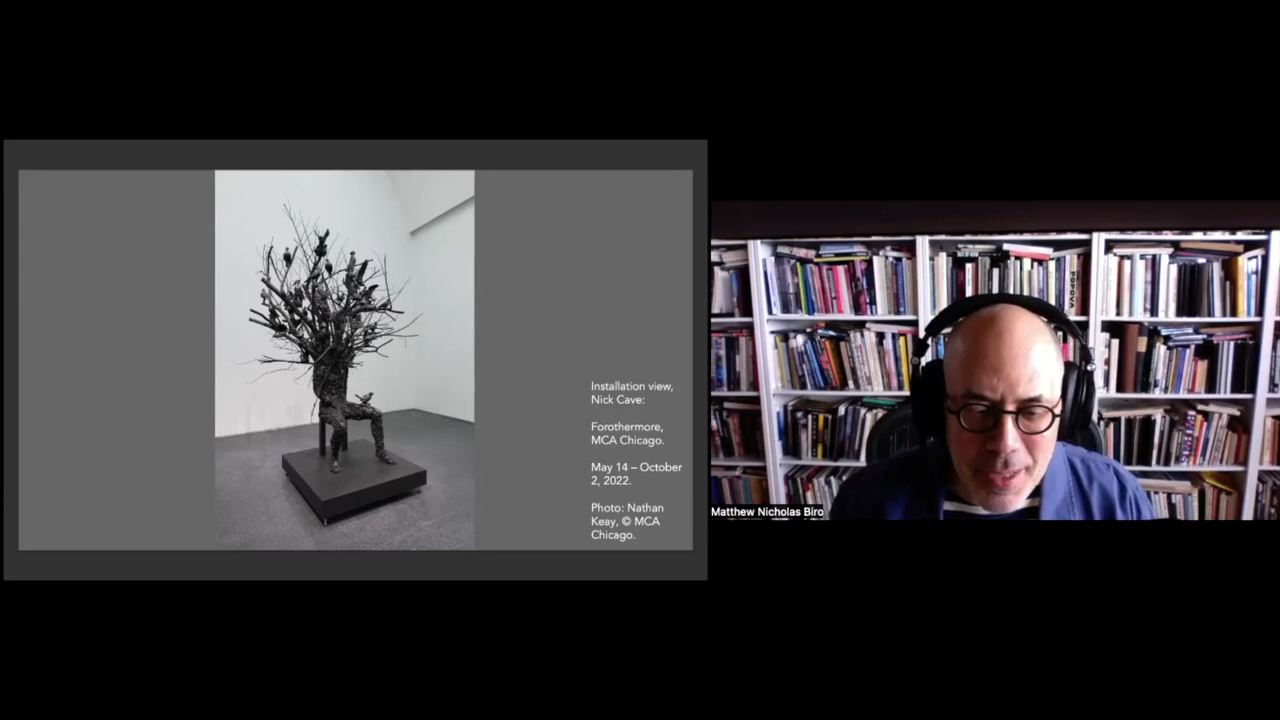 Installation view,
Nick Cave:
Forothermore,
MCA Chicago.
May 14 – October
2, 2022.
Photo: Nathan
Keay, © MCA
Chicago.
POPOVA
Matthew Nicholas Biro